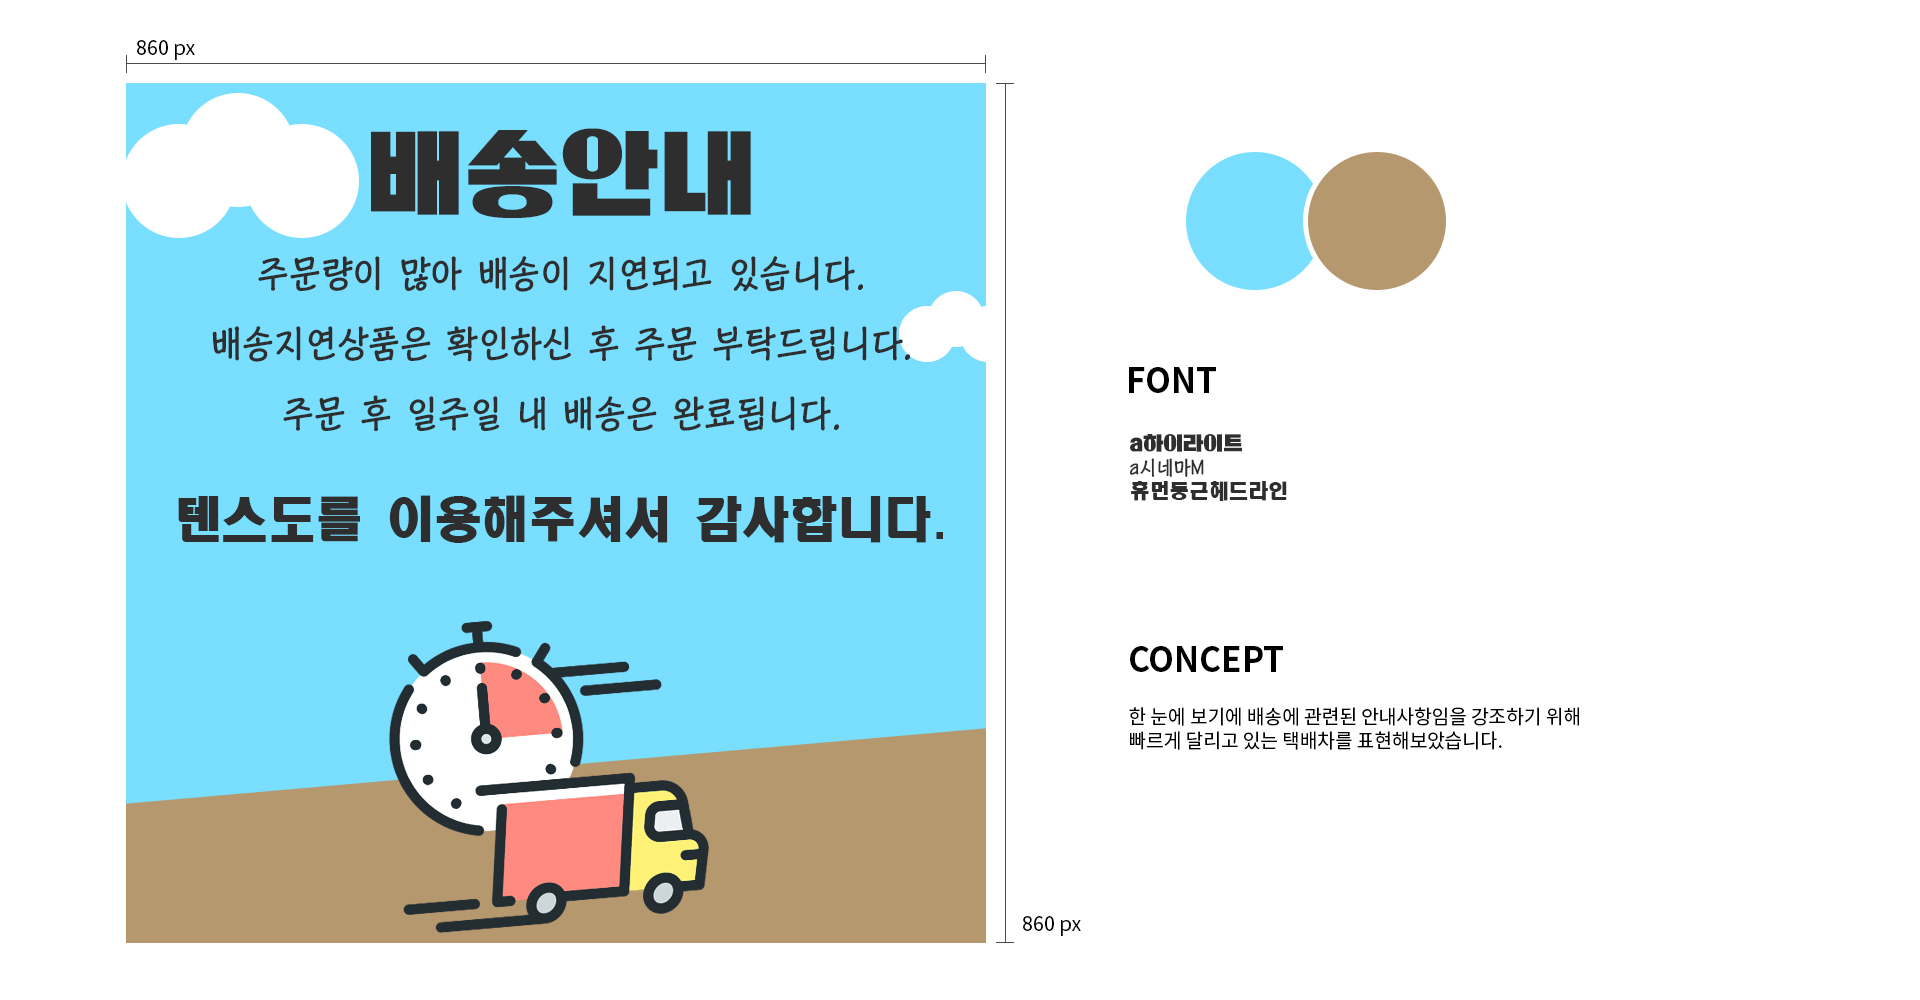 860 px
배송안내
주문량이 많아 배송이 지연되고 있습니다.
배송지연상품은 확인하신 후 주문 부탁드립니다.
주문 후 일주일 내 배송은 완료됩니다.
텐스도를 이용해주셔서 감사합니다.
860 px
FONT
a하이라이트
a시네마M
휴먼둥근헤드라인
CONCEPT
한 눈에 보기에 배송에 관련된 안내사항임을 강조하기 위해
빠르게 달리고 있는 택배차를 표현해보았습니다.